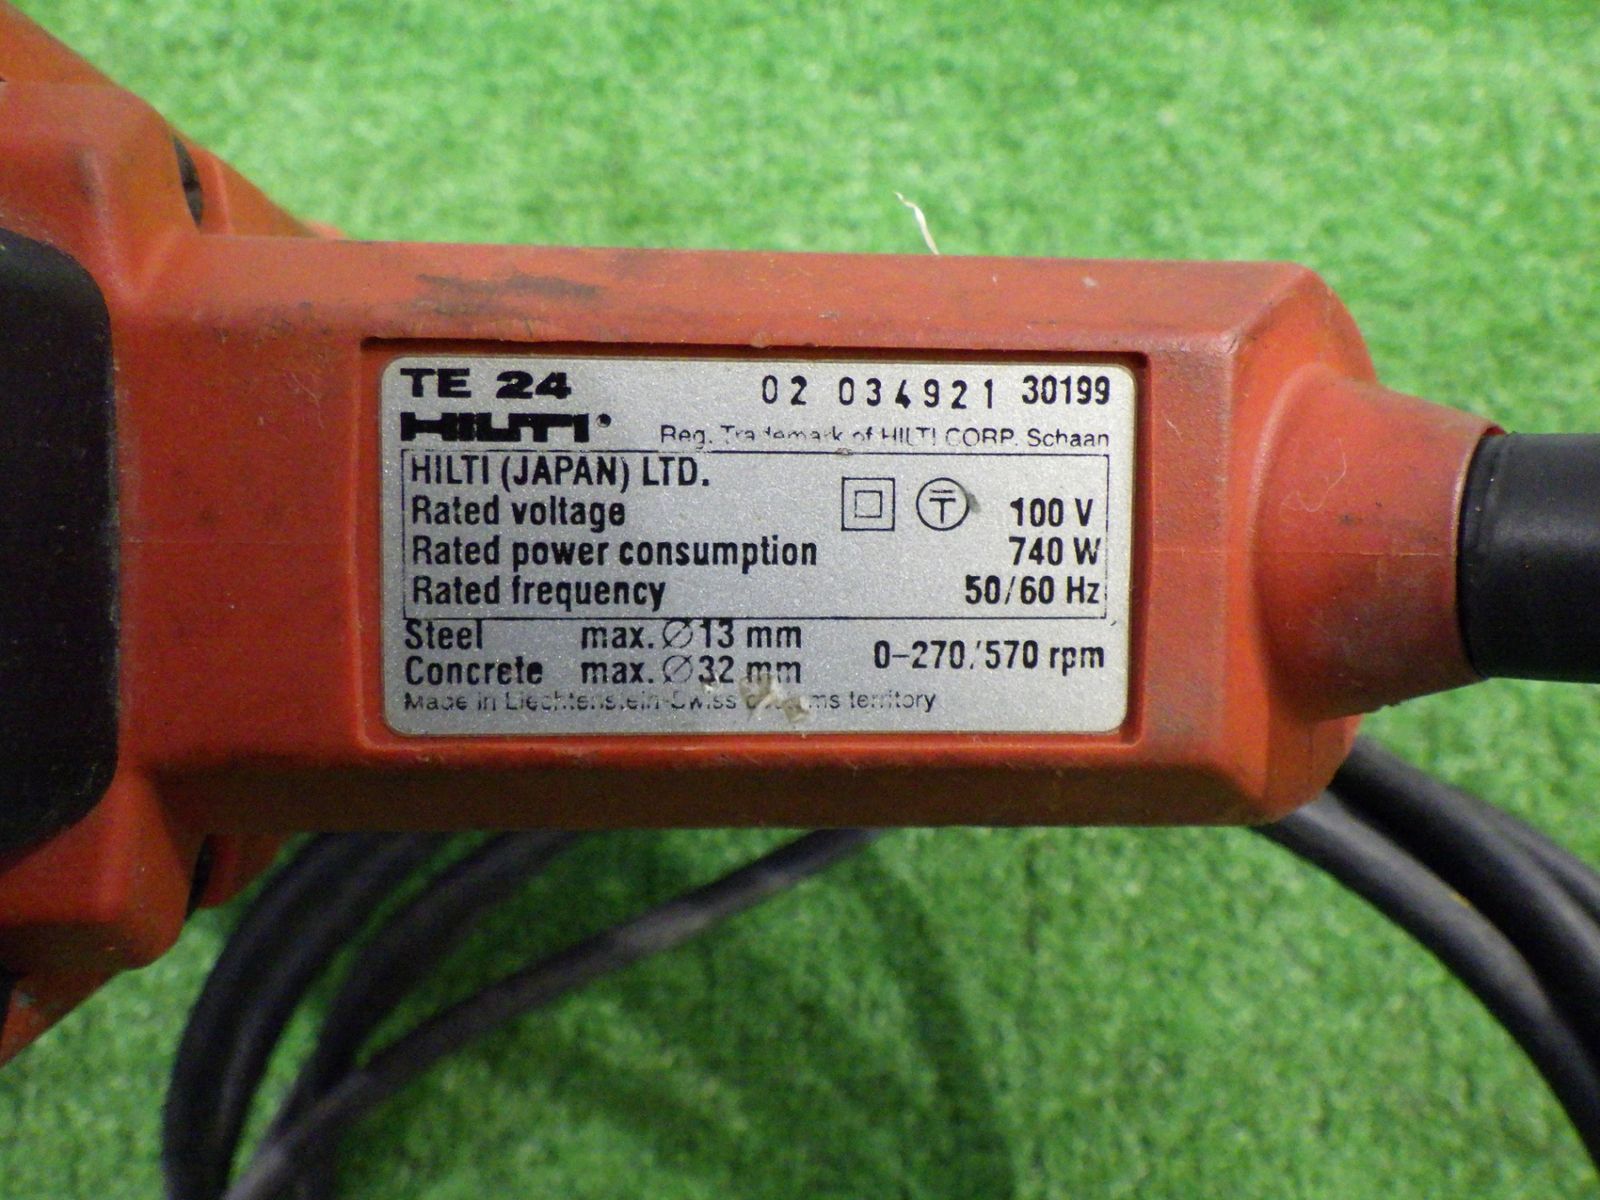 TE 24 02 034921 30199
HILTI
Reg. Trademark of HILTI CORP. Schaan
HILTI (JAPAN) LTD.
Rated voltage 100 V
Rated power consumption 740 W
Rated frequency 50/60 Hz
Steel max. Ø 13 mm
Concrete max. Ø 32 mm
0–270/570 rpm
Made in Liechtenstein-Swiss customs territory